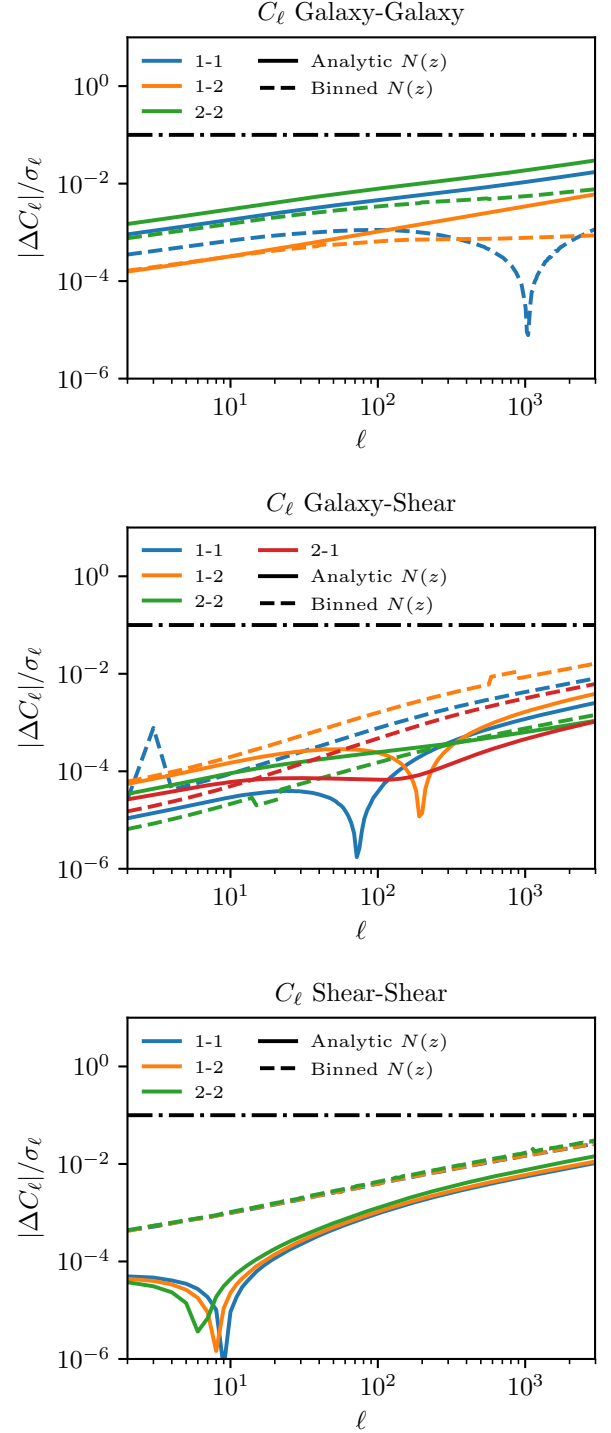 C_ℓ Galaxy-Galaxy
1-1
1-2
2-2
Analytic N(z)
Binned N(z)
|ΔC_ℓ|/σ_ℓ
10^0
10^−2
10^−4
10^−6
10^1 10^2 10^3
ℓ
C_ℓ Galaxy-Shear
1-1
1-2
2-2
2-1
Analytic N(z)
Binned N(z)
|ΔC_ℓ|/σ_ℓ
10^0
10^−2
10^−4
10^−6
10^1 10^2 10^3
ℓ
C_ℓ Shear-Shear
1-1
1-2
2-2
Analytic N(z)
Binned N(z)
|ΔC_ℓ|/σ_ℓ
10^0
10^−2
10^−4
10^−6
10^1 10^2 10^3
ℓ